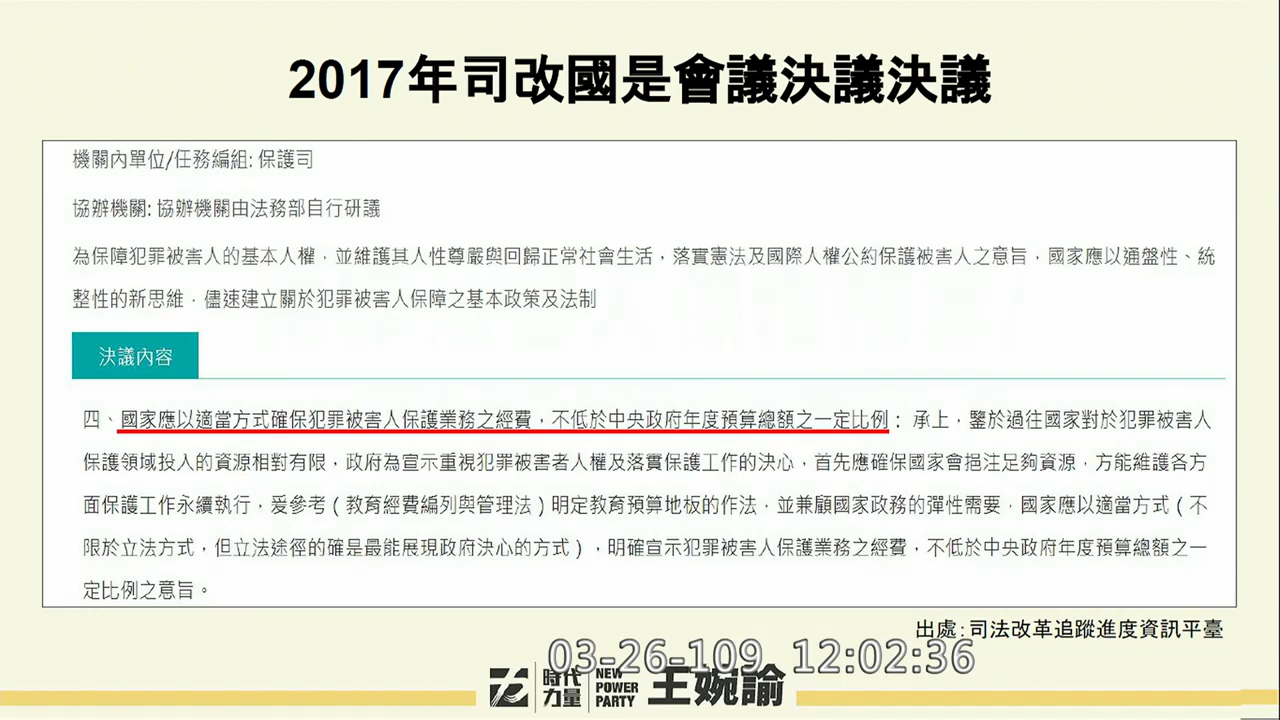 2017年司改國是會議決議決議
機關內單位/任務編組: 保護司
協辦機關: 協辦機關由法務部自行研議
為保障犯罪被害人的基本人權，並維護其人性尊嚴與回歸正常社會生活，落實憲法及國際人權公約保護被害人之意旨，國家應以通盤性、統
整性的新思維，儘速建立關於犯罪被害人保障之基本政策及法制
決議內容
四、國家應以適當方式確保犯罪被害人保護業務之經費，不低於中央政府年度預算總額之一定比例：承上，鑒於過往國家對於犯罪被害人
保護領域投入的資源相對有限，政府為宣示重視犯罪被害者人權及落實保護工作的決心，首先應確保國家會挹注足夠資源，方能維護各方
面保護工作永續執行，爰參考（教育經費編列與管理法）明定教育預算地板的作法，並兼顧國家政務的彈性需要，國家應以適當方式（不
限於立法方式，但立法途徑的確是最能展現政府決心的方式），明確宣示犯罪被害人保護業務之經費，不低於中央政府年度預算總額之一
定比例之意旨。
出處:司法改革追蹤進度資訊平臺
03-26-109 12:02:36
時代力量 NEW POWER PARTY 王婉諭